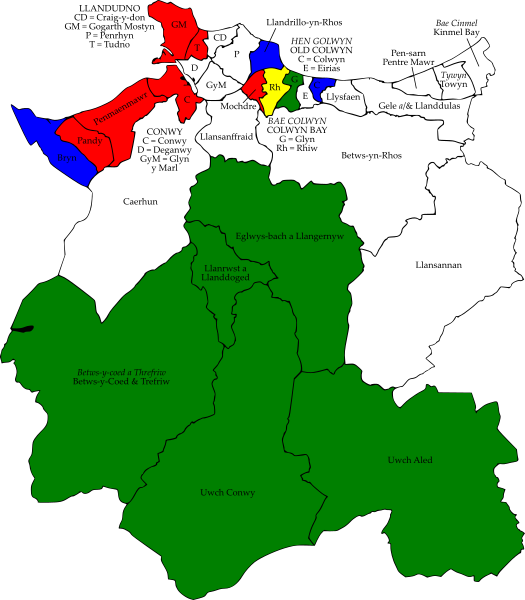 LLANDUDNO
CD = Craig-y-don
GM = Gogarth Mostyn
P = Penrhyn
T = Tudno
GM
T
CD
P
D
GyM
Llandrillo-yn-Rhos
HEN GOLWYN
OLD COLWYN
C = Colwyn
E = Eirias
Bae Cinmel
Kinmel Bay
Pen-sarn
Pentre Mawr
Tywyn
Towyn
Rh
G
E
C
Llysfaen
Gele a/& Llanddulas
Mochdre
BAE COLWYN
COLWYN BAY
G = Glyn
Rh = Rhiw
Penmaenmawr
C
Pandy
Eryr
CONWY
C = Conwy
D = Deganwy
GyM = Glyn
y Marl
Llansanffraid
Betws-yn-Rhos
Caerhun
Eglwys-bach a Llangernyw
Llansannan
Llanrwst a
Llanddoged
Betws-y-coed a Threfriw
Betws-y-Coed & Trefriw
Uwch Aled
Uwch Conwy